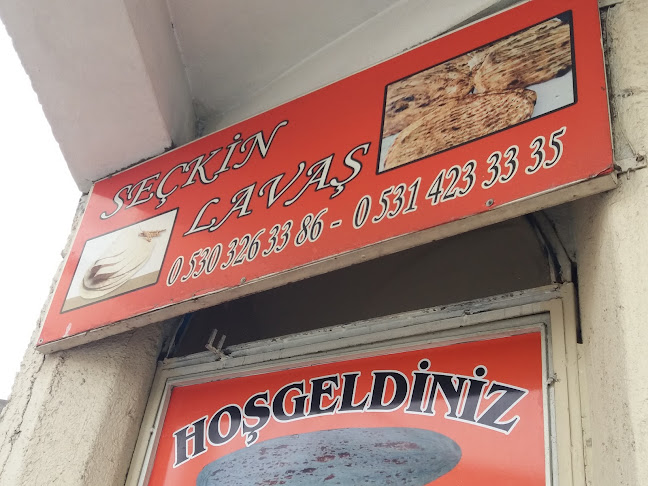 SEÇKİN
LAVAŞ
0 530 326 33 86 - 0 531 423 33 35
HOŞGELDİNİZ